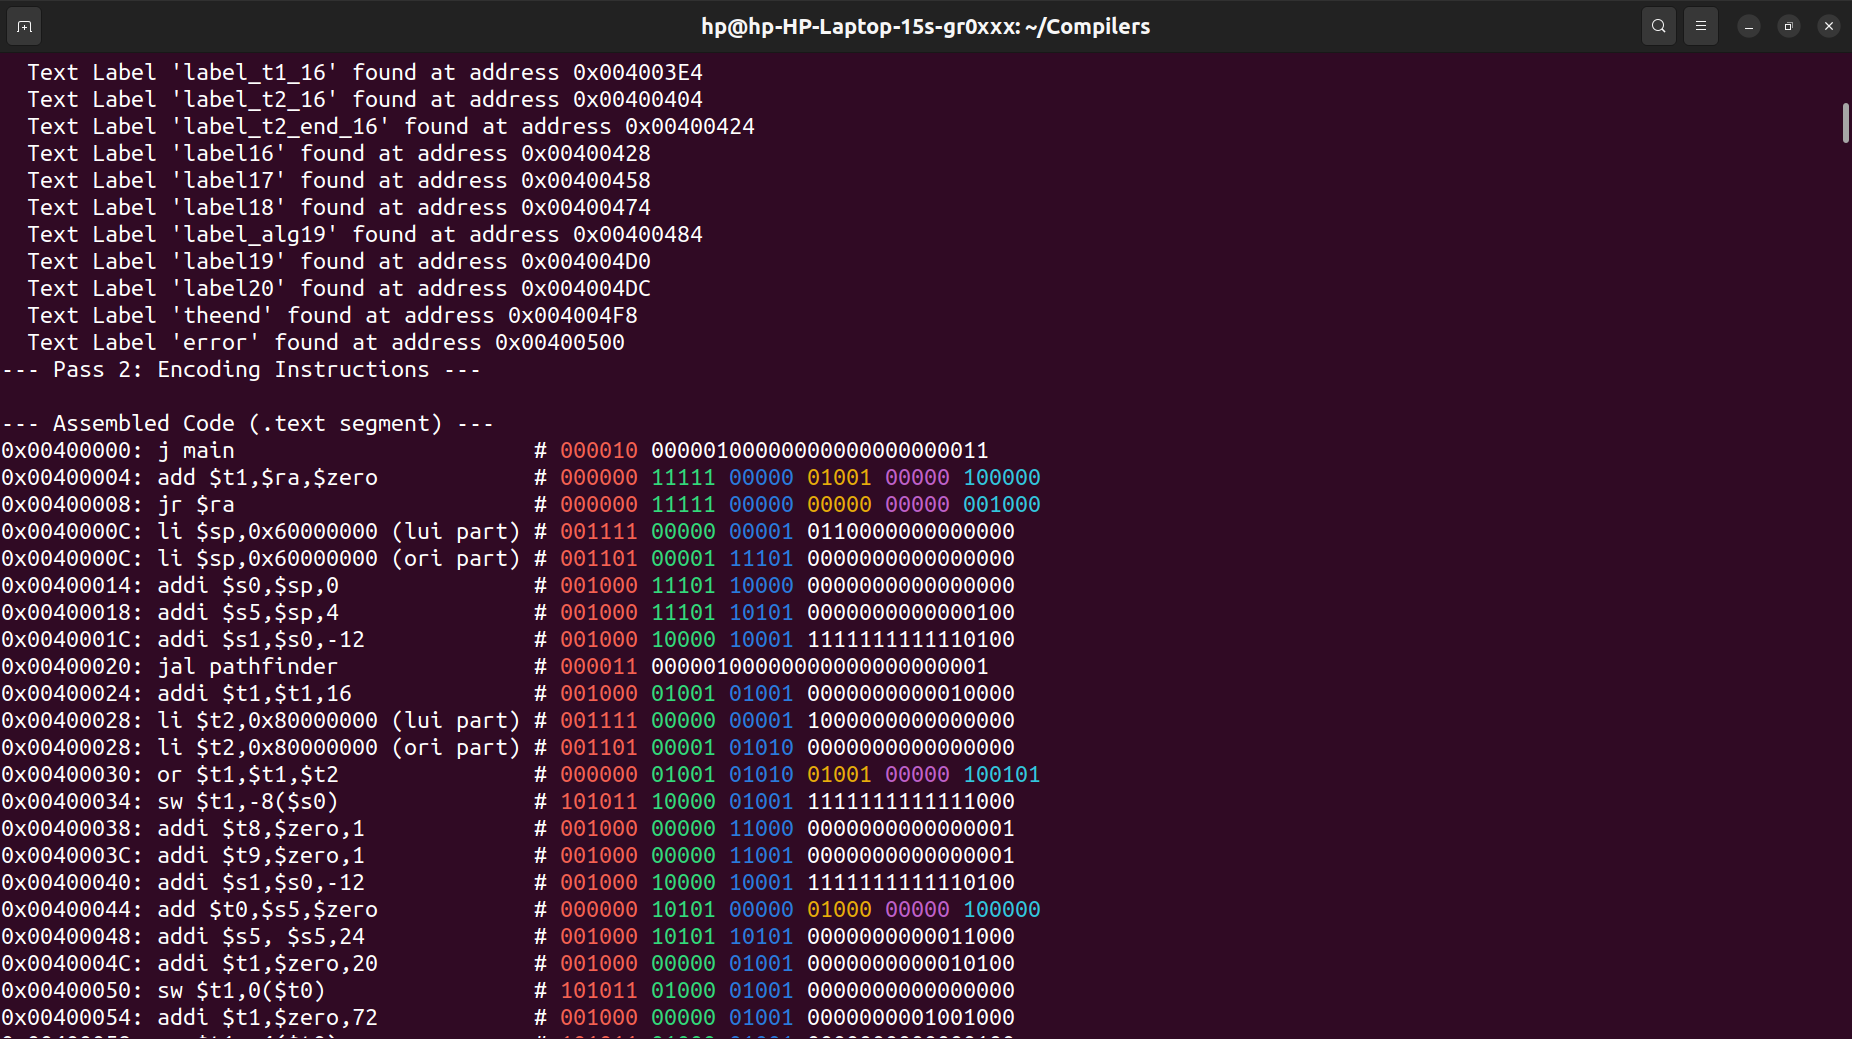 hp@hp-HP-Laptop-15s-gr0xxx: ~/Compilers
Text Label 'label_t1_16' found at address 0x004003E4
Text Label 'label_t2_16' found at address 0x00400404
Text Label 'label_t2_end_16' found at address 0x00400424
Text Label 'label16' found at address 0x00400428
Text Label 'label17' found at address 0x00400458
Text Label 'label18' found at address 0x00400474
Text Label 'label_alg19' found at address 0x00400484
Text Label 'label19' found at address 0x004004D0
Text Label 'label20' found at address 0x004004DC
Text Label 'theend' found at address 0x004004F8
Text Label 'error' found at address 0x00400500
--- Pass 2: Encoding Instructions ---
--- Assembled Code (.text segment) ---
0x00400000: j main # 000010 00000100000000000000000011
0x00400004: add $t1,$ra,$zero # 000000 11111 00000 01001 00000 100000
0x00400008: jr $ra # 000000 11111 00000 00000 00000 001000
0x0040000C: li $sp,0x60000000 (lui part) # 001111 00000 00001 0110000000000000
0x0040000C: li $sp,0x60000000 (ori part) # 001101 00001 11101 0000000000000000
0x00400014: addi $s0,$sp,0 # 001000 11101 10000 0000000000000000
0x00400018: addi $s5,$sp,4 # 001000 11101 10101 0000000000000100
0x0040001C: addi $s1,$s0,-12 # 001000 10000 10001 1111111111110100
0x00400020: jal pathfinder # 000011 00000100000000000000000001
0x00400024: addi $t1,$t1,16 # 001000 01001 01001 0000000000010000
0x00400028: li $t2,0x80000000 (lui part) # 001111 00000 00001 1000000000000000
0x00400028: li $t2,0x80000000 (ori part) # 001101 00001 01010 0000000000000000
0x00400030: or $t1,$t1,$t2 # 000000 01001 01010 01001 00000 100101
0x00400034: sw $t1,-8($s0) # 101011 10000 01001 1111111111111000
0x00400038: addi $t8,$zero,1 # 001000 00000 11000 0000000000000001
0x0040003C: addi $t9,$zero,1 # 001000 00000 11001 0000000000000001
0x00400040: addi $s1,$s0,-12 # 001000 10000 10001 1111111111110100
0x00400044: add $t0,$s5,$zero # 000000 10101 00000 01000 00000 100000
0x00400048: addi $s5, $s5,24 # 001000 10101 10101 0000000000011000
0x0040004C: addi $t1,$zero,20 # 001000 00000 01001 0000000000010100
0x00400050: sw $t1,0($t0) # 101011 01000 01001 0000000000000000
0x00400054: addi $t1,$zero,72 # 001000 00000 01001 0000000001001000